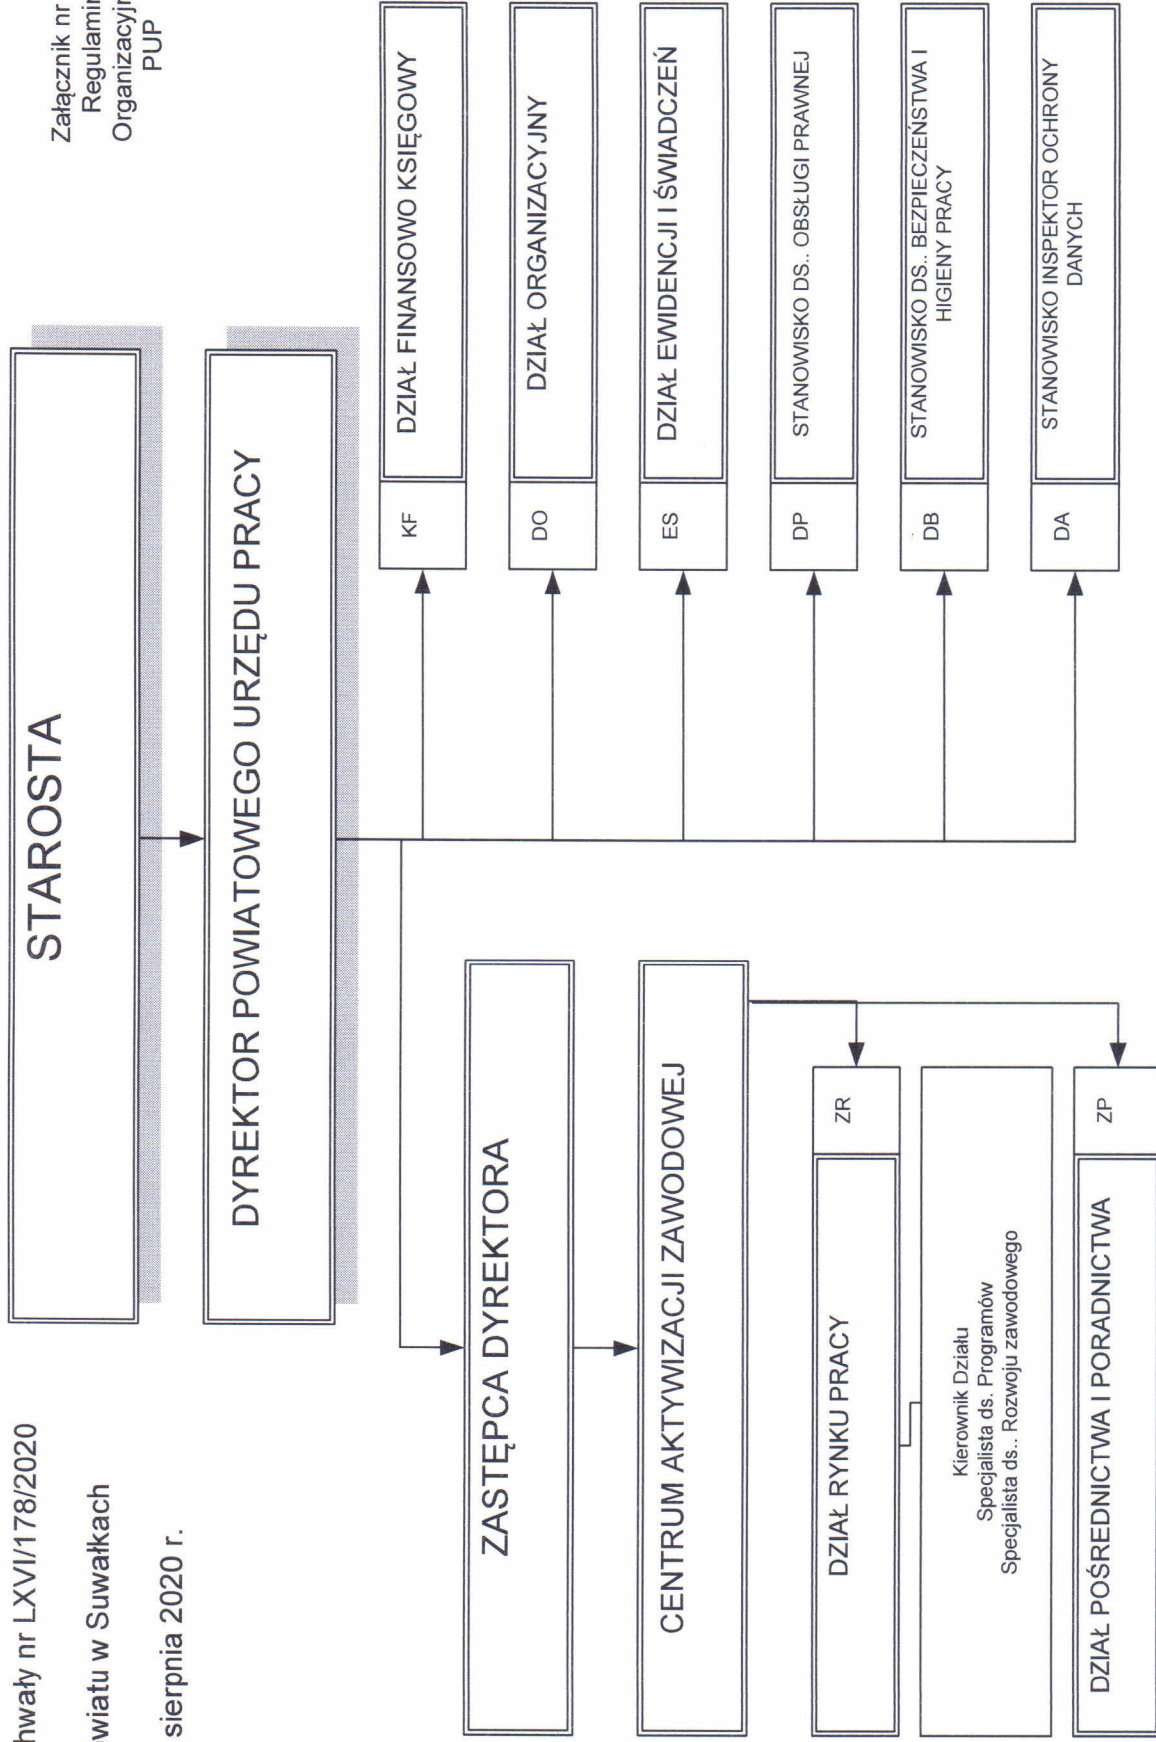 hwały nr LXVI/178/2020
wiatu w Suwałkach
sierpnia 2020 r.
Załącznik nr
Regulamin
Organizacyjn
PUP
STAROSTA
DYREKTOR POWIATOWEGO URZĘDU PRACY
ZASTĘPCA DYREKTORA
CENTRUM AKTYWIZACJI ZAWODOWEJ
DZIAŁ RYNKU PRACY
ZR
Kierownik Działu
Specjalista ds. Programów
Specjalista ds.. Rozwoju zawodowego
DZIAŁ POŚREDNICTWA I PORADNICTWA
ZP
KF
DZIAŁ FINANSOWO KSIĘGOWY
DO
DZIAŁ ORGANIZACYJNY
ES
DZIAŁ EWIDENCJI I ŚWIADCZEŃ
DP
STANOWISKO DS.. OBSŁUGI PRAWNEJ
DB
STANOWISKO DS.. BEZPIECZEŃSTWA I
HIGIENY PRACY
DA
STANOWISKO INSPEKTOR OCHRONY
DANYCH